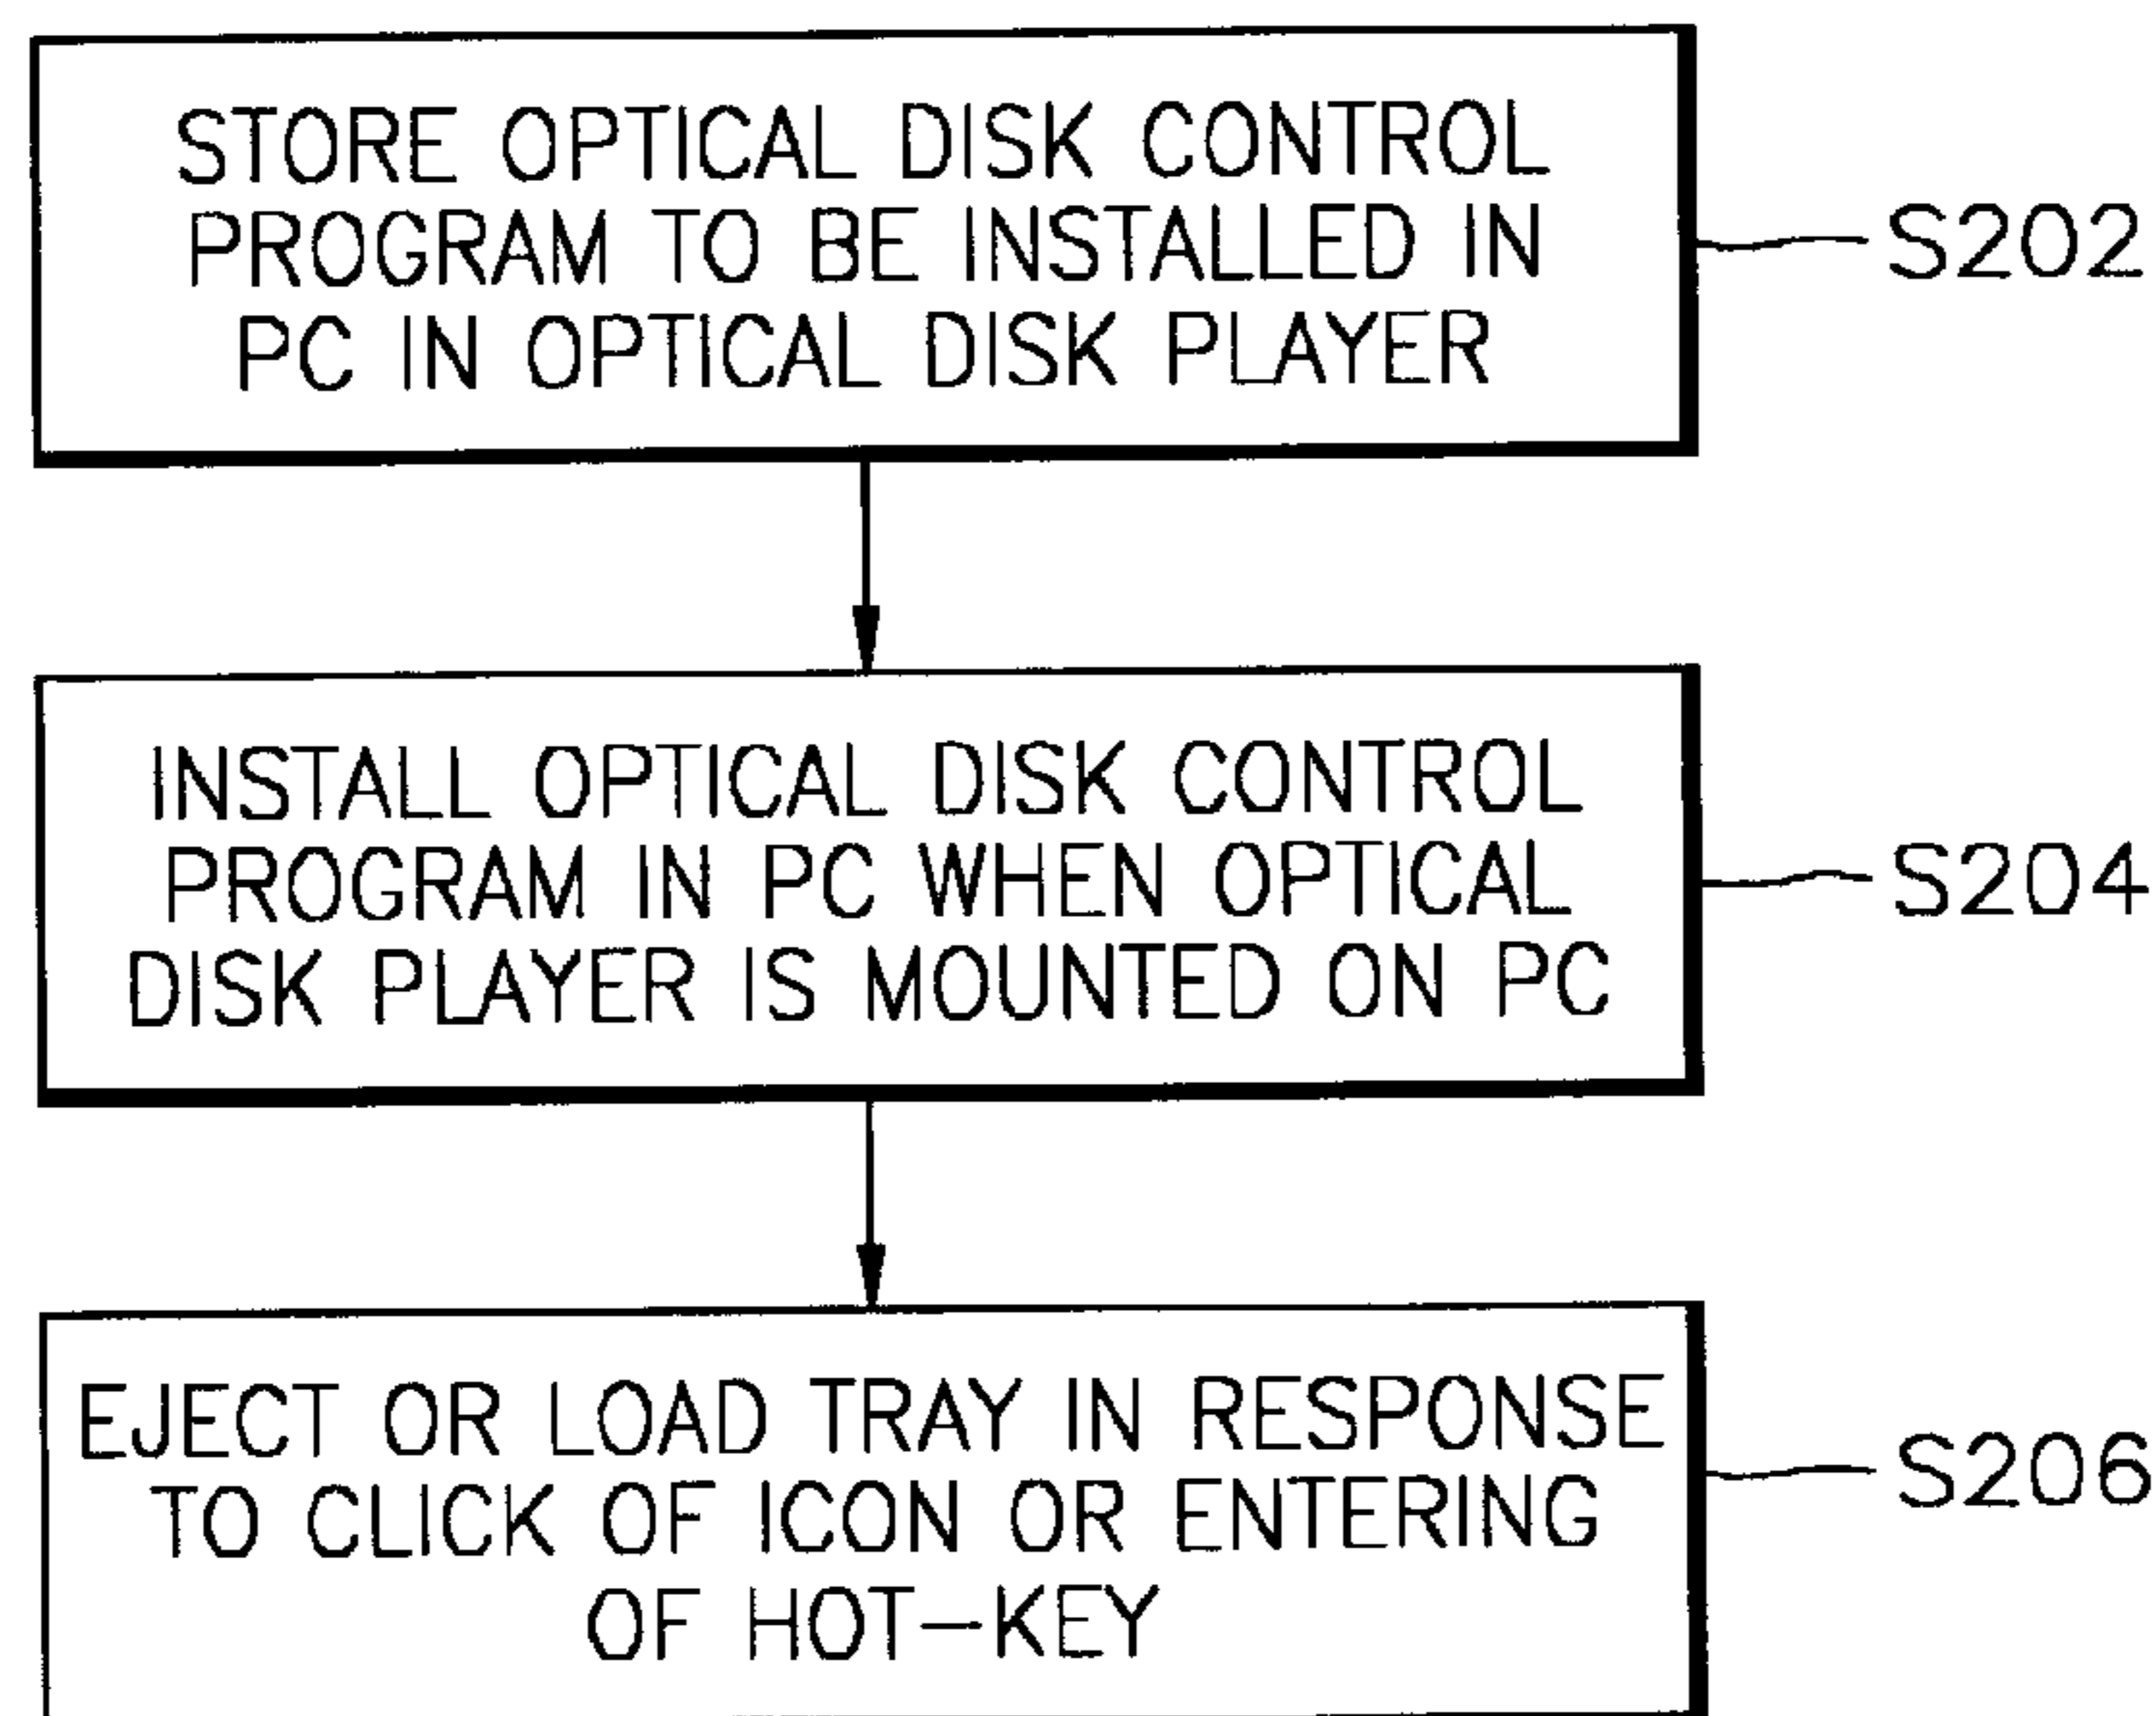 STORE OPTICAL DISK CONTROL
PROGRAM TO BE INSTALLED IN
PC IN OPTICAL DISK PLAYER
S202
INSTALL OPTICAL DISK CONTROL
PROGRAM IN PC WHEN OPTICAL
DISK PLAYER IS MOUNTED ON PC
S204
EJECT OR LOAD TRAY IN RESPONSE
TO CLICK OF ICON OR ENTERING
OF HOT-KEY
S206